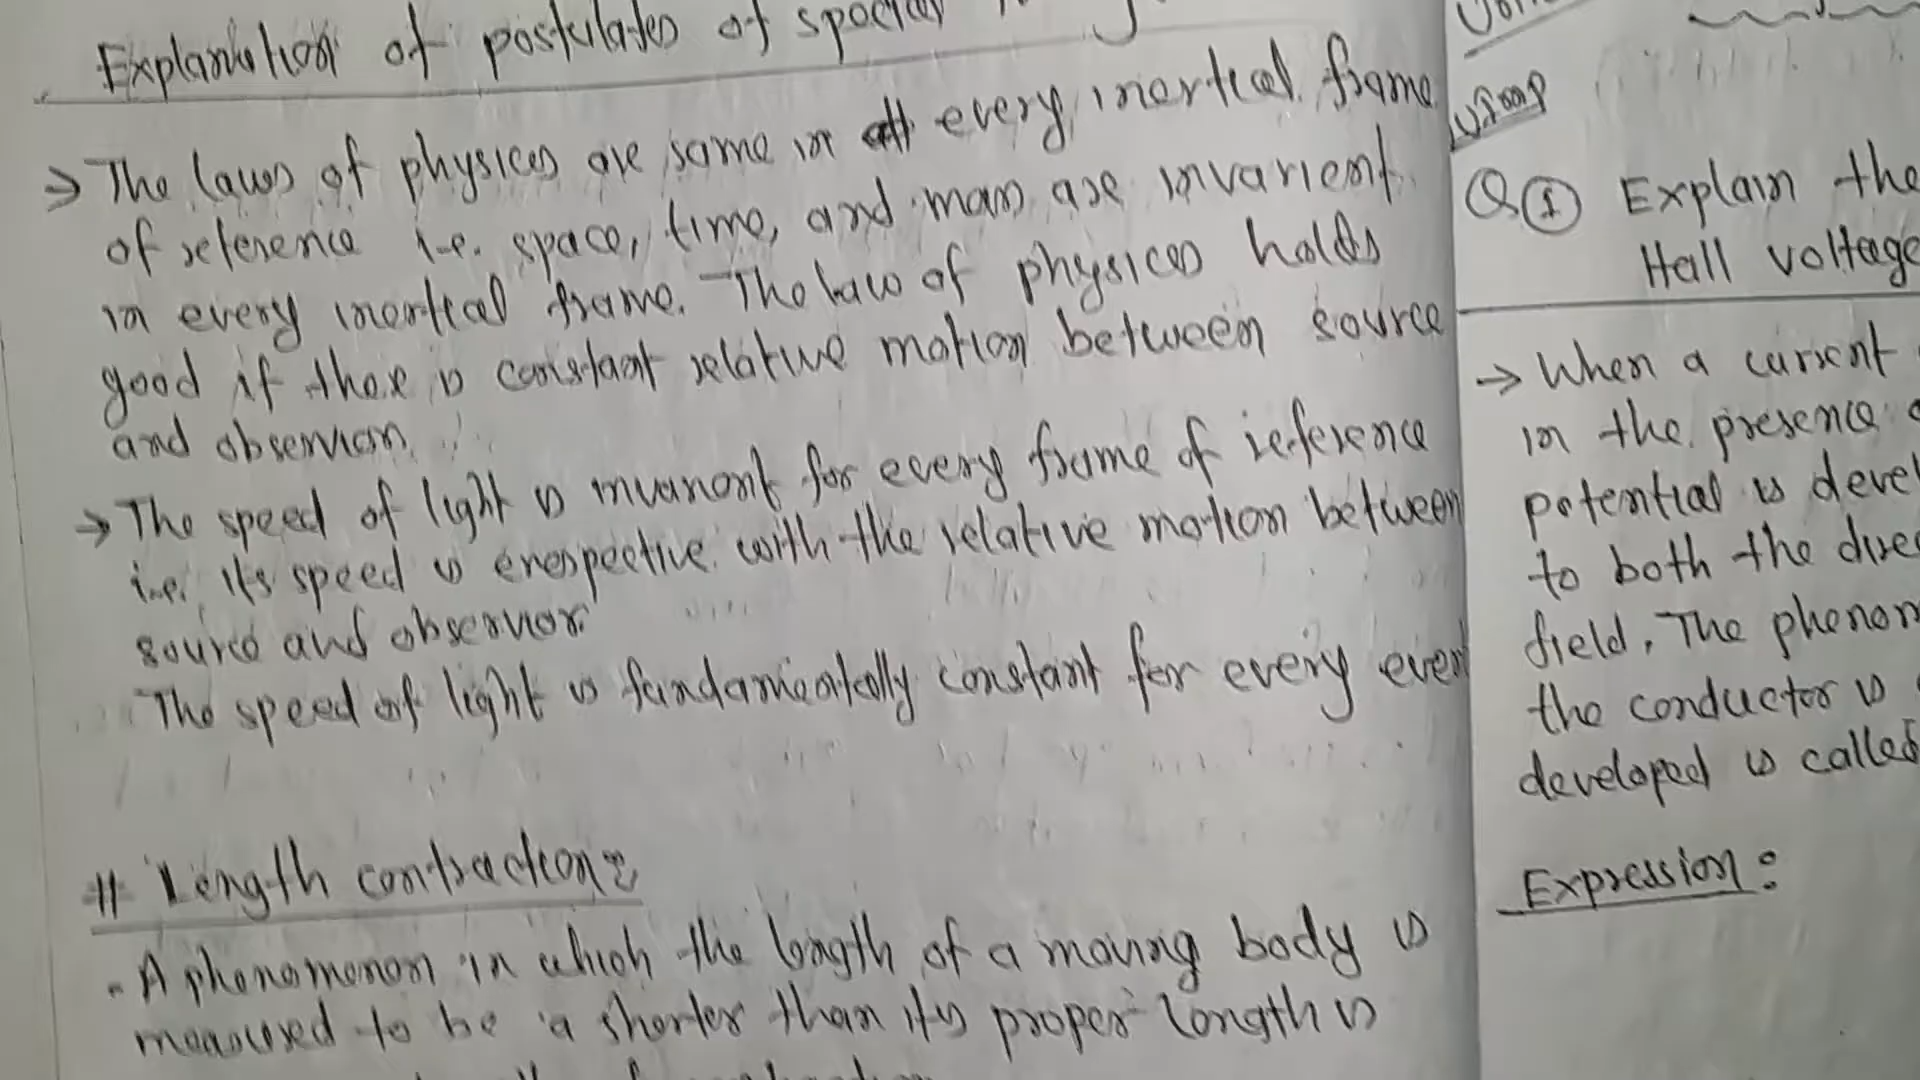 Explanation of postulates of special
→ The laws of physics are same in every inertial frame
of reference i.e. space, time, and mass are invarient
in every inertial frame. The law of physics holds
good if there is constant relative motion between source
and observer.
→ The speed of light is invariant for every frame of reference
i.e. its speed is erespective with the relative motion between
source and observer.
The speed of light is fundamentally constant for every even
# Length contraction:
- A phenomenon in which the length of a moving body is
measured to be a shorter than its proper length is
Q ① Explain the
Hall voltage
→ When a current
in the presence
potential is devel
to both the direc
field. The phenom
the conductor is
developed is called
Expression: